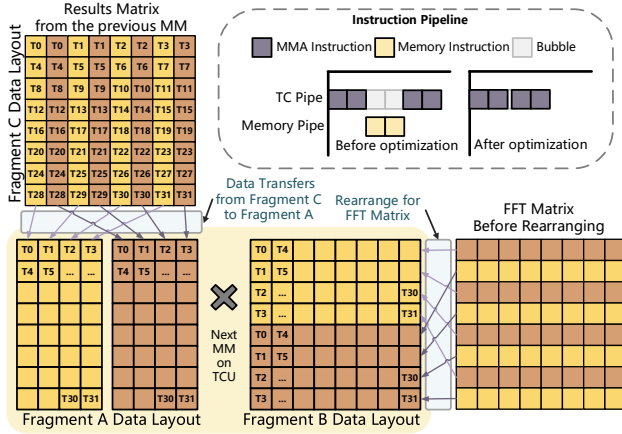 Results Matrix
from the previous MM
Fragment C Data Layout
T0 T0 T1 T1 T2 T2 T3 T3
T4 T4 T5 T5 T6 T6 T7 T7
T8 T8 T9 T9 T10 T10 T11 T11
T12 T12 T13 T13 T14 T14 T15 T15
T16 T16 T17 T17 T18 T18 T19 T19
T20 T20 T21 T21 T22 T22 T23 T23
T24 T24 T25 T25 T26 T26 T27 T27
T28 T28 T29 T29 T30 T30 T31 T31
Instruction Pipeline
MMA Instruction Memory Instruction Bubble
TC Pipe
Memory Pipe
Before optimization
After optimization
Data Transfers
from Fragment C
to Fragment A
Rearrange for
FFT Matrix
FFT Matrix
Before Rearranging
T0 T1 T2 T3
T4 T5 ... ...
T30 T31
T0 T1 T2 T3
T4 T5 ... ...
T30 T31
Fragment A Data Layout
Next
MM
on
TCU
T0 T4
T1 T5
T2 ... T30
T3 ... T31
T0 T4
T1 T5
T2 ... T30
T3 ... T31
Fragment B Data Layout